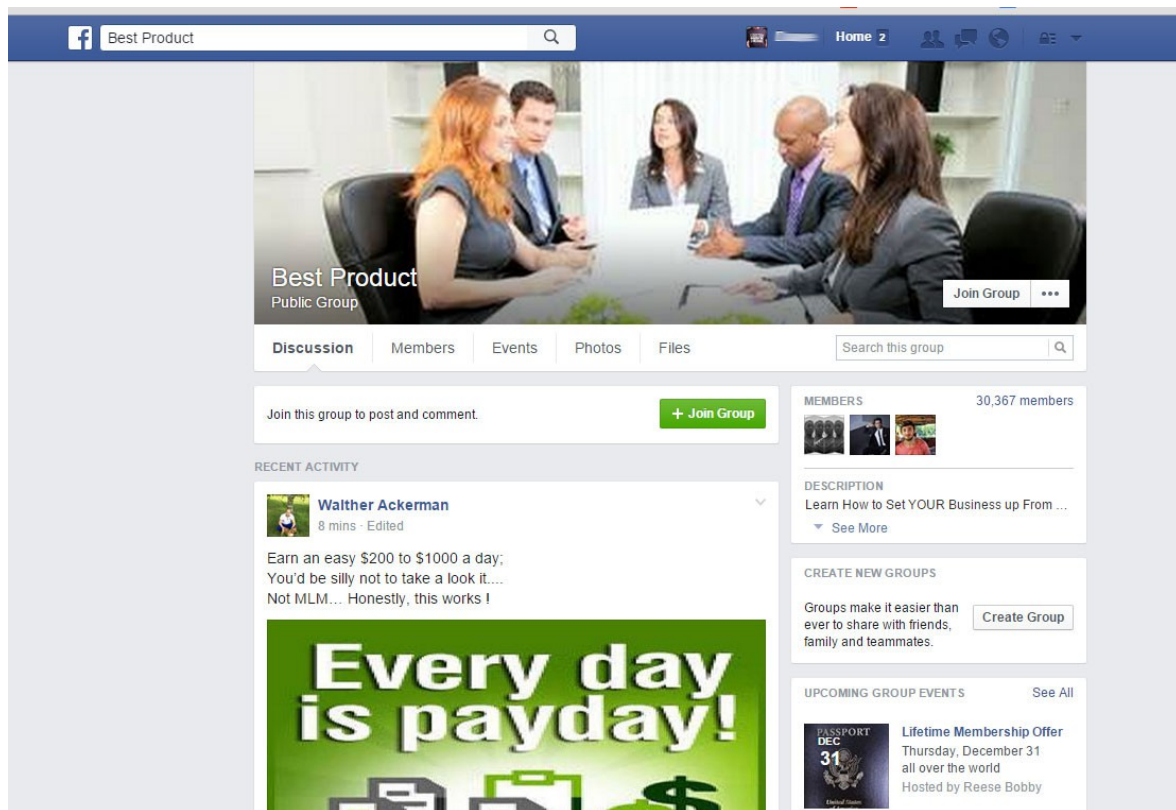 f
Best Product
Home 2
Best Product
Public Group
Join Group
Discussion Members Events Photos Files
Search this group
Join this group to post and comment.
+ Join Group
RECENT ACTIVITY
Walther Ackerman
8 mins · Edited
Earn an easy $200 to $1000 a day;
You'd be silly not to take a look it....
Not MLM... Honestly, this works !
Every day
is payday!
$
MEMBERS 30,367 members
DESCRIPTION
Learn How to Set YOUR Business up From ...
See More
CREATE NEW GROUPS
Groups make it easier than
ever to share with friends,
family and teammates.
Create Group
UPCOMING GROUP EVENTS See All
PASSPORT
DEC
31
United States
Lifetime Membership Offer
Thursday, December 31
all over the world
Hosted by Reese Bobby